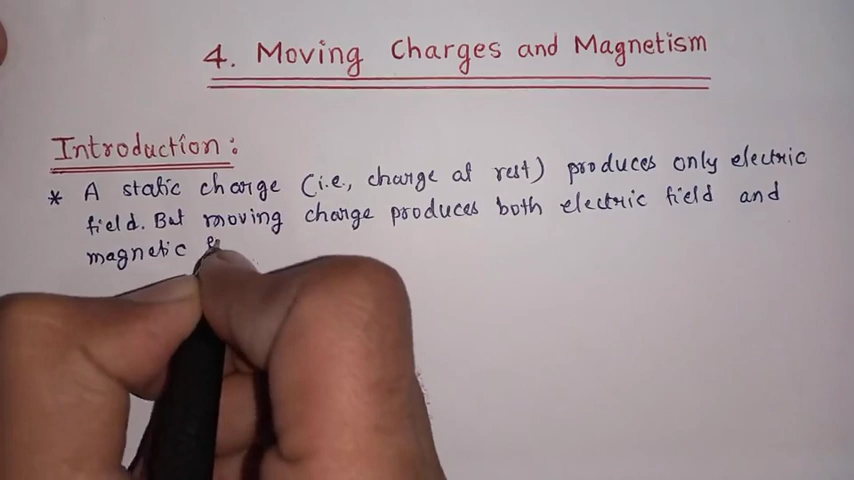 4. Moving Charges and Magnetism
Introduction:
* A static charge (i.e., charge at rest) produces only electric
field. But moving charge produces both electric field and
magnetic